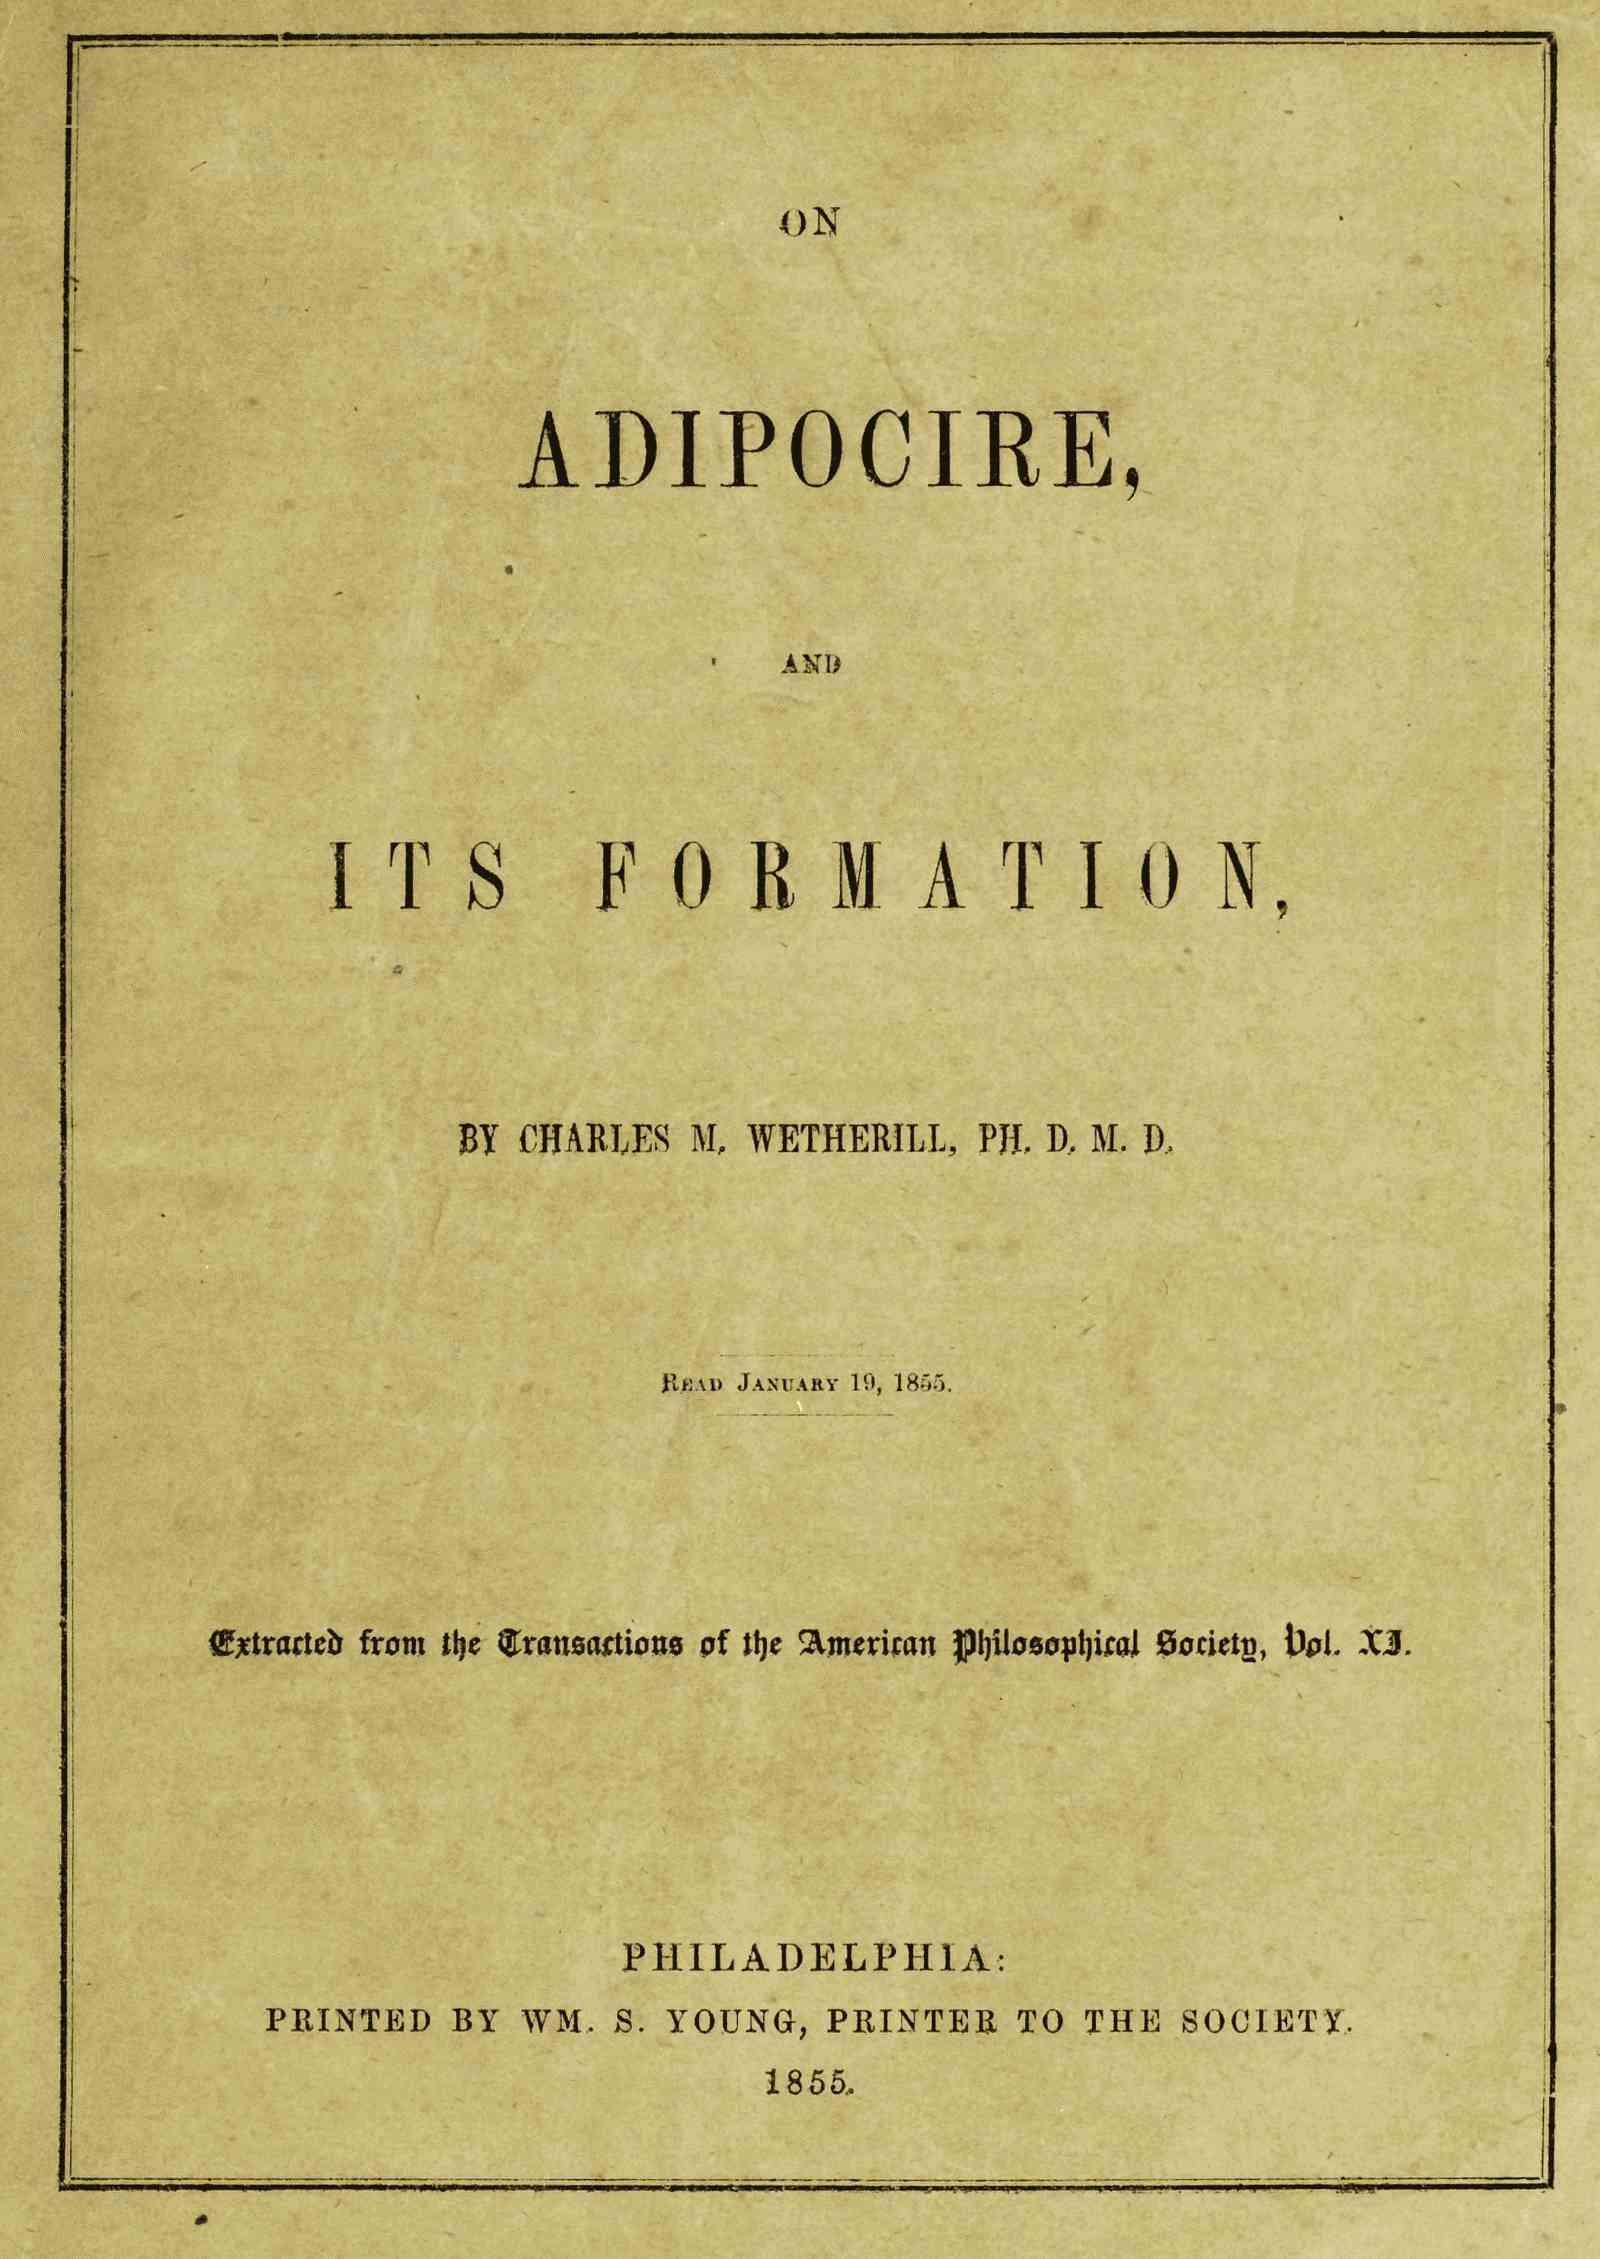 ON
ADIPOCIRE,
AND
ITS FORMATION,
BY CHARLES M. WETHERILL, PH. D. M. D.
READ JANUARY 19, 1855.
Extracted from the Transactions of the American Philosophical Society, Vol. XI.
PHILADELPHIA:
PRINTED BY WM. S. YOUNG, PRINTER TO THE SOCIETY.
1855.